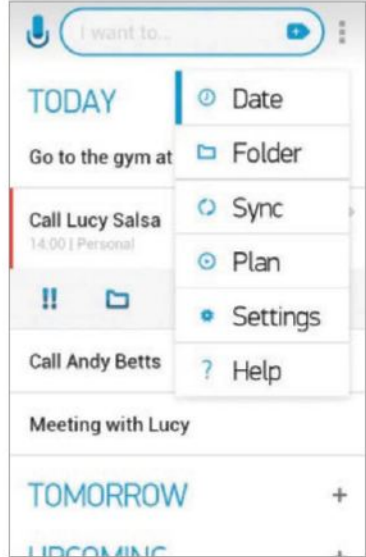 I want to...
TODAY
Date
Go to the gym at
Folder
Call Lucy Salsa
14:00 | Personal
Sync
Plan
!!
Settings
Call Andy Betts
? Help
Meeting with Lucy
TOMORROW +
UPCOMING